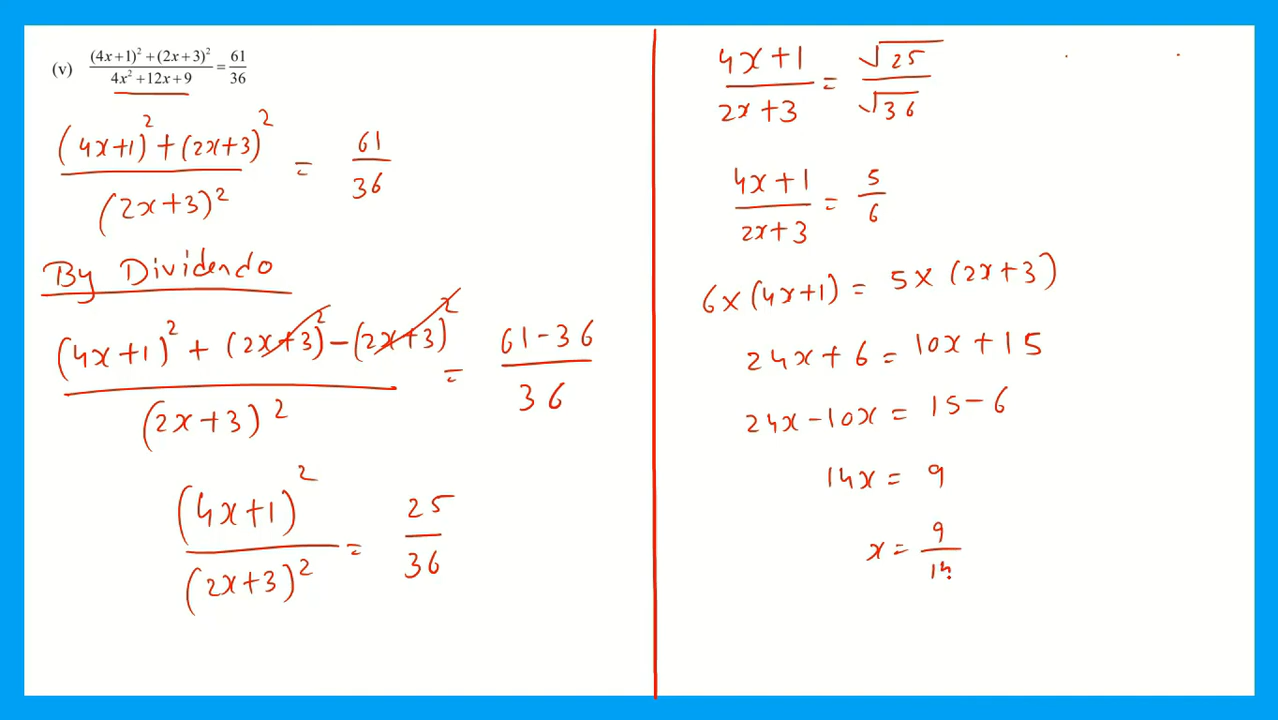 (v) ((4x+1)²+(2x+3)²)/(4x²+12x+9) = 61/36
((4x+1)²+(2x+3)²)/(2x+3)² = 61/36
By Dividendo
((4x+1)²+(2x+3)²-(2x+3)²)/(2x+3)² = (61-36)/36
(4x+1)²/(2x+3)² = 25/36
(4x+1)/(2x+3) = √25/√36
(4x+1)/(2x+3) = 5/6
6×(4x+1) = 5×(2x+3)
24x+6 = 10x+15
24x-10x = 15-6
14x = 9
x = 9/14